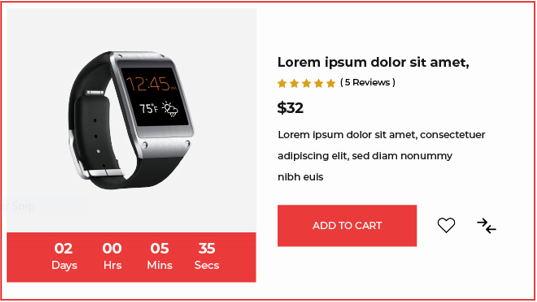 12:45
75°F
02 00 05 35
Days Hrs Mins Secs
Lorem ipsum dolor sit amet,
( 5 Reviews )
$32
Lorem ipsum dolor sit amet, consectetuer
adipiscing elit, sed diam nonummy
nibh euis
ADD TO CART